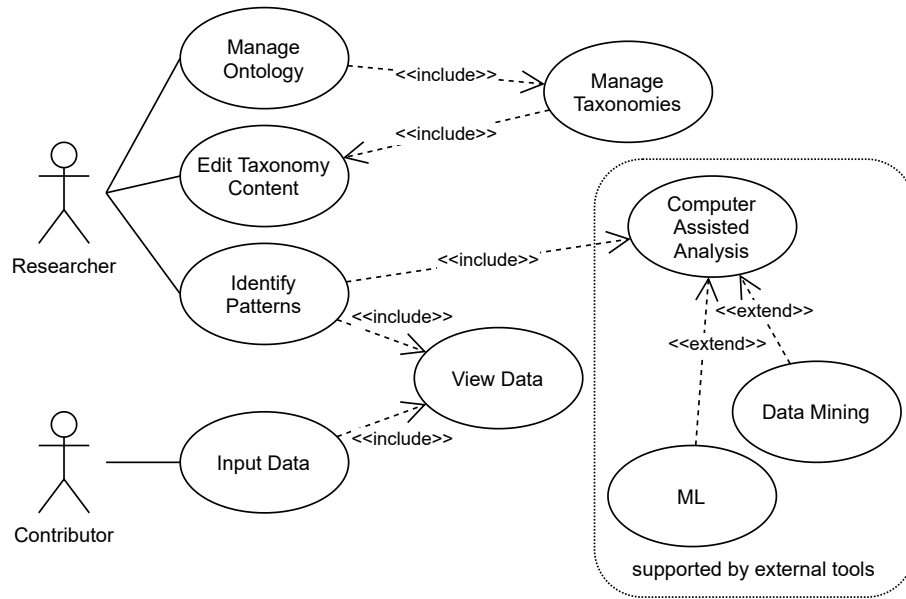 Manage
Ontology
<<include>>
Manage
Taxonomies
<<include>>
Edit Taxonomy
Content
Researcher
Computer
Assisted
Analysis
<<include>>
Identify
Patterns
<<include>>
<<extend>>
<<extend>>
View Data
Data Mining
<<include>>
Input Data
ML
Contributor
supported by external tools